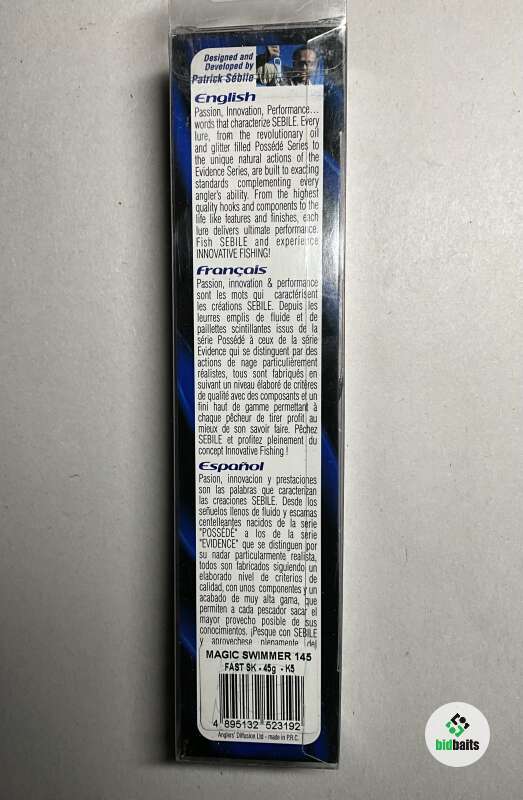 Designed and
Developed by
Patrick Sébile
English
Passion, Innovation, Performance...
words that characterize SEBILE. Every
lure, from the revolutionary oil
and glitter filled Possédé Series to
the unique natural actions of the
Evidence Series, are built to exacting
standards complementing every
angler's ability. From the highest
quality hooks and components to the
life like features and finishes, each
lure delivers ultimate performance.
Fish SEBILE and experience
INNOVATIVE FISHING!
Français
Passion, innovation & performance
sont les mots qui caractérisent
les créations SEBILE. Depuis les
leurres emplis de fluide et de
paillettes scintillantes issus de la
série Possédé à ceux de la série
Evidence qui se distinguent par des
actions de nage particulièrement
réalistes, tous sont fabriqués en
suivant un niveau élaboré de critères
de qualité avec des composants et un
fini haut de gamme permettant à
chaque pêcheur de tirer profit au
mieux de son savoir faire. Pêchez
SEBILE et profitez pleinement du
concept Innovative Fishing !
Español
Pasion, innovacion y prestaciones
son las palabras que caracterizan
las creaciones SEBILE. Desde los
señuelos llenos de fluido y escamas
centelleantes nacidos de la serie
"POSSÉDÉ" a los de la serie
"EVIDENCE" que se distinguen por
su nadar particularmente realista,
todos son fabricados siguiendo un
elaborado nivel de criterios de
calidad, con unos componentes y un
acabado de muy alta gama, que
permiten a cada pescador sacar el
mayor provecho posible de sus
conocimientos. ¡Pesque con SEBILE
y aprovechese plenamente del
MAGIC SWIMMER 145
FAST SK - 45g - K5
4 895132 523192
Anglers' Diffusion Ltd - made in P.R.C.
bidbaits